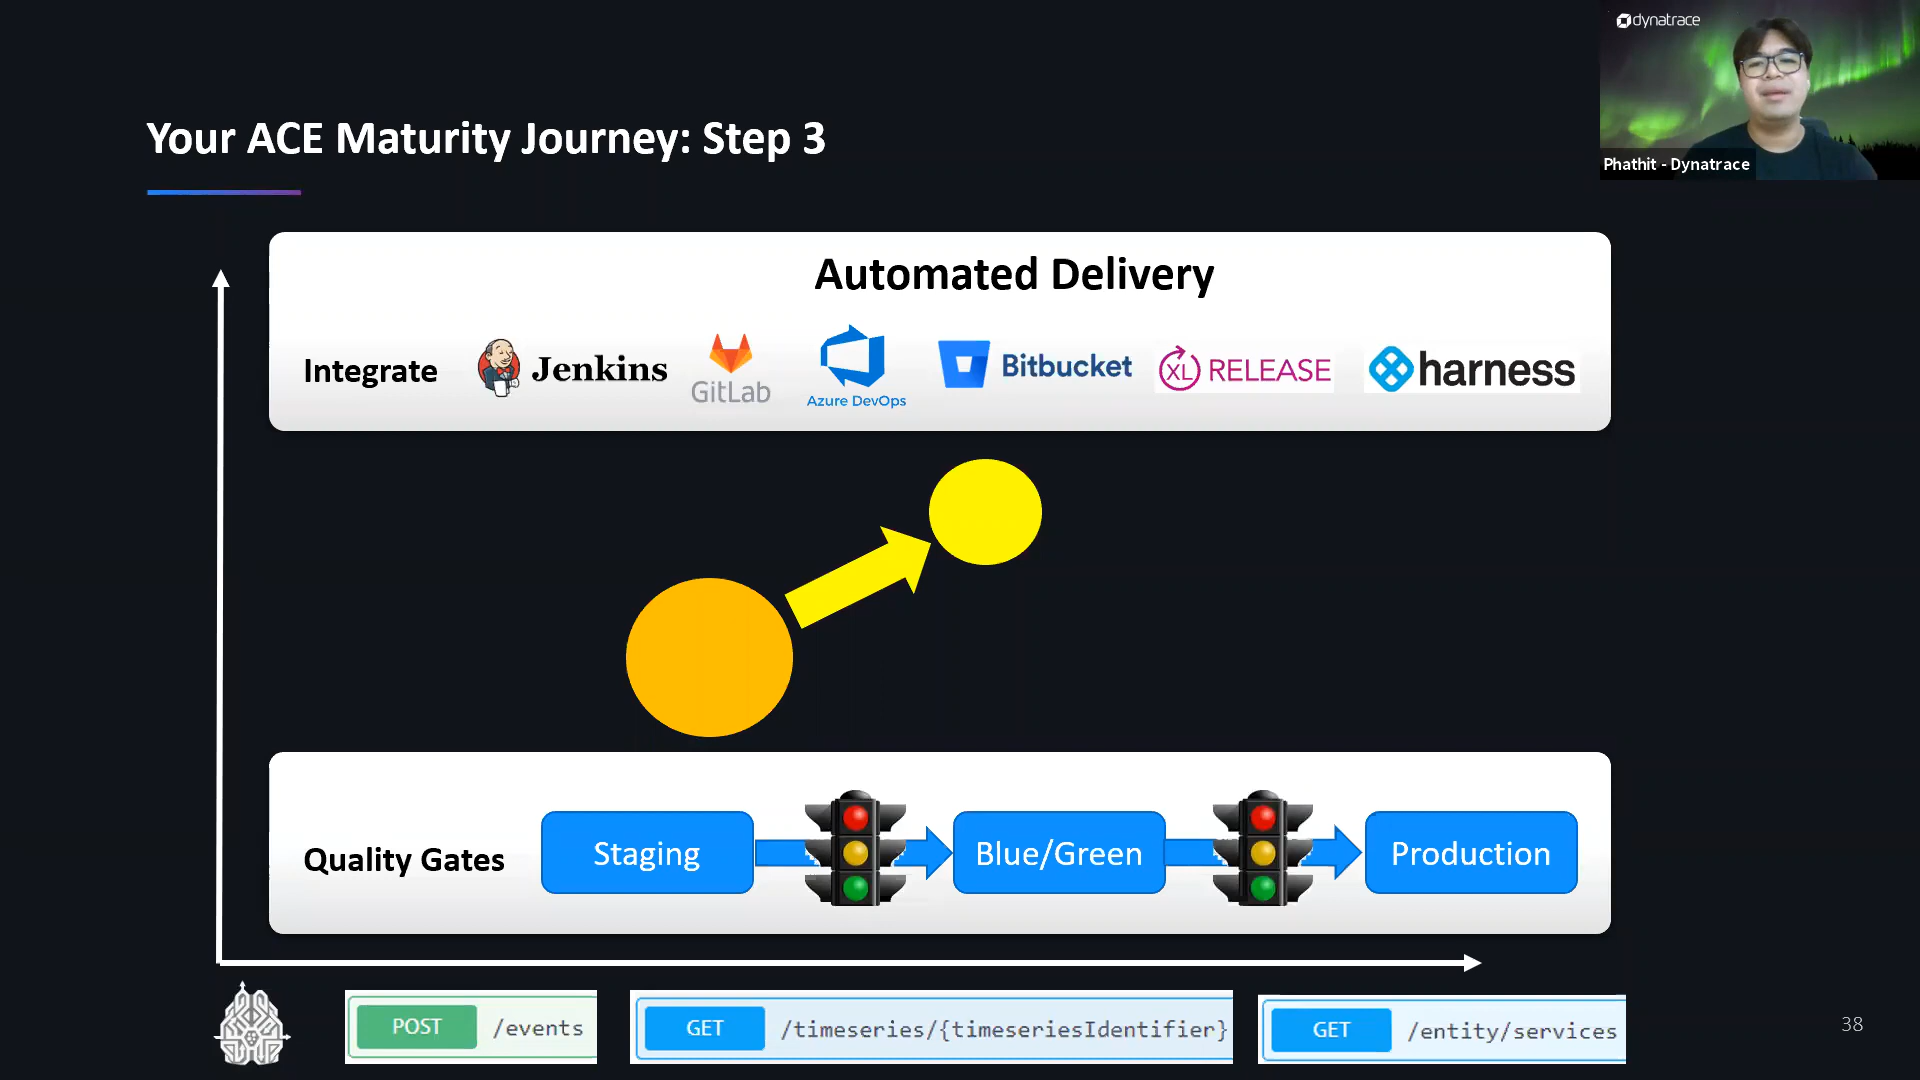 dynatrace
Phathit - Dynatrace
Your ACE Maturity Journey: Step 3
Automated Delivery
Integrate
Jenkins
GitLab
Azure DevOps
Bitbucket
XL RELEASE
harness
Quality Gates
Staging
Blue/Green
Production
POST /events
GET /timeseries/{timeseriesIdentifier}
GET /entity/services
38